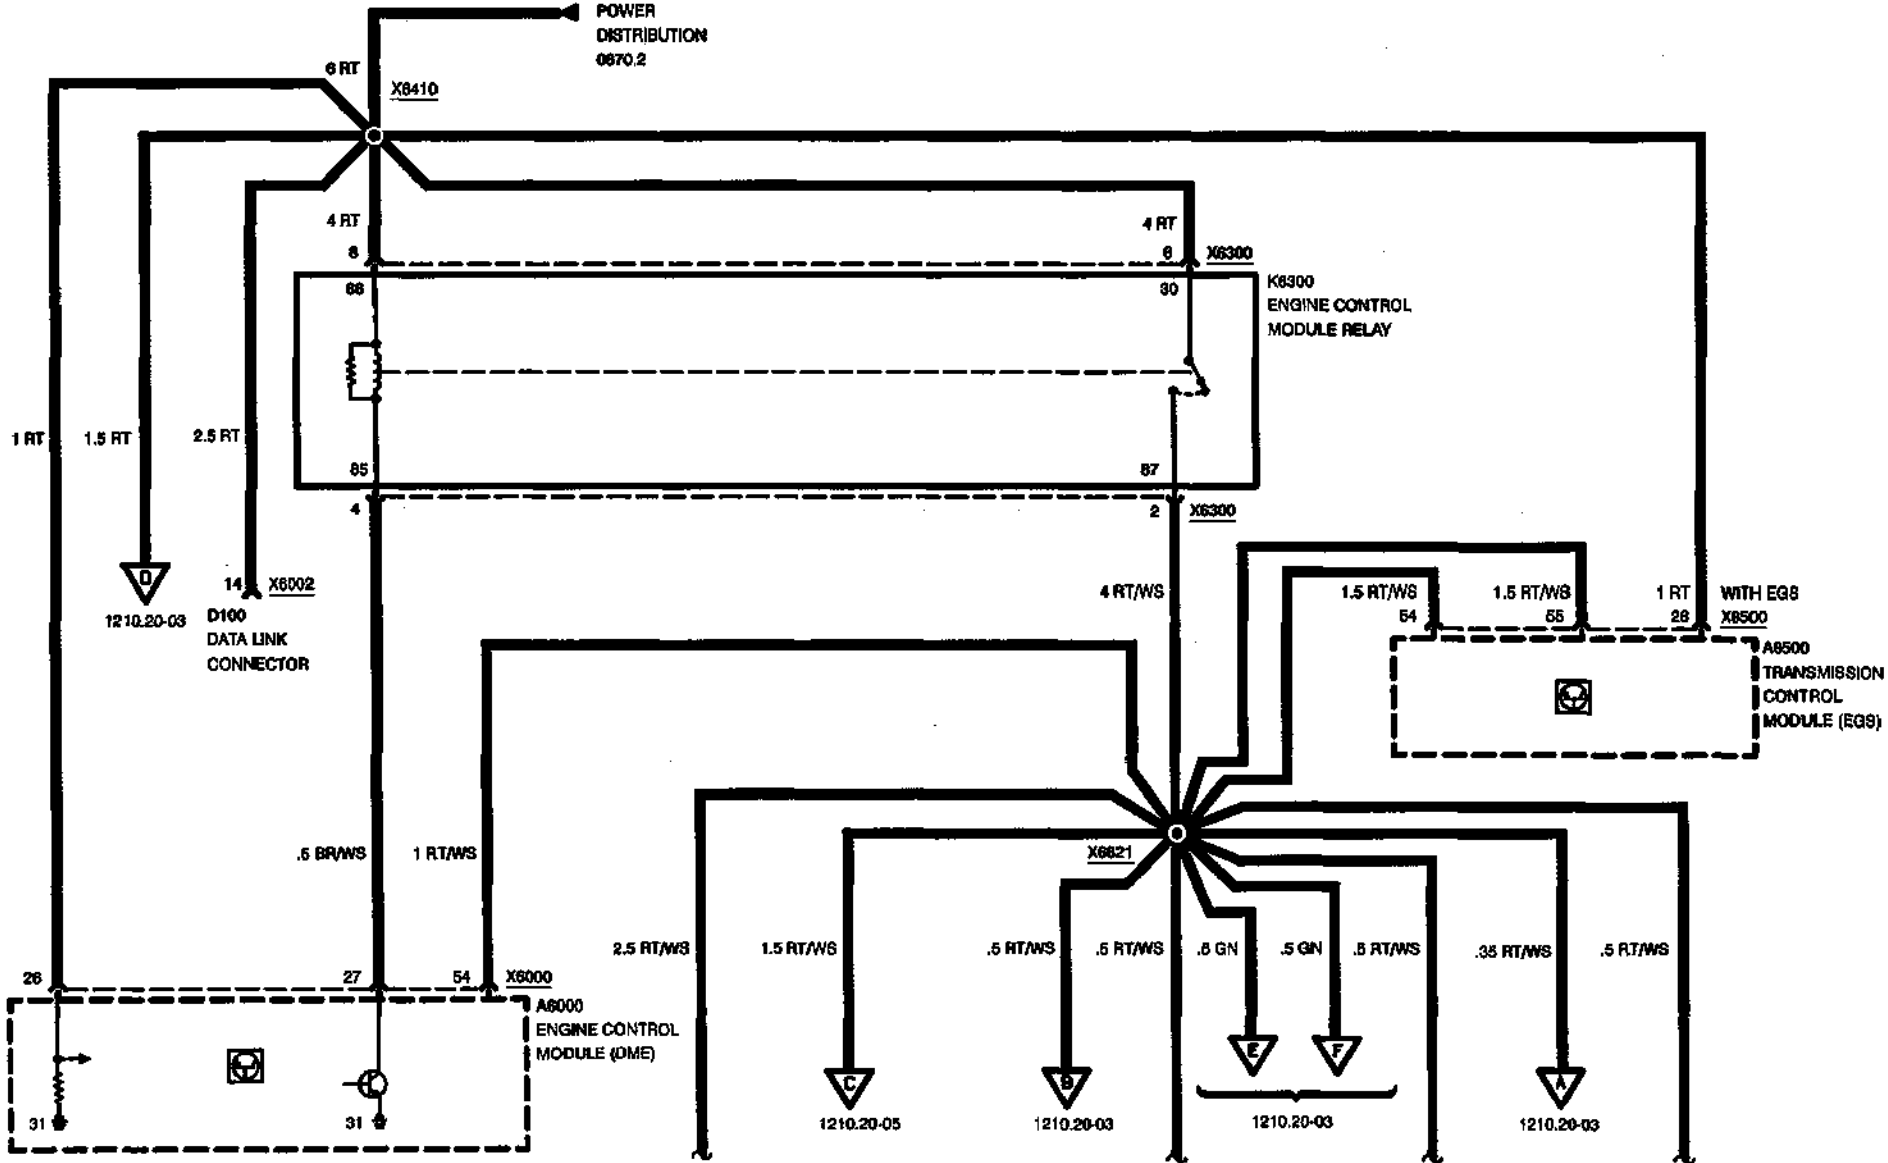 POWER
DISTRIBUTION
0670.2
6 RT
X6410
4 RT
4 RT
8
6
X6300
86
30
K6300
ENGINE CONTROL
MODULE RELAY
1 RT
1.5 RT
2.5 RT
85
87
4
2
X6300
D
1210.20-03
14
X6002
D100
DATA LINK
CONNECTOR
4 RT/WS
1.5 RT/WS
1.5 RT/WS
1 RT
WITH EGS
54
55
26
X8500
A8500
TRANSMISSION
CONTROL
MODULE (EGS)
.5 BR/WS
1 RT/WS
X6821
2.5 RT/WS
1.5 RT/WS
.5 RT/WS
.5 RT/WS
.5 GN
.5 GN
.5 RT/WS
.35 RT/WS
.5 RT/WS
26
27
54
X6000
A6000
ENGINE CONTROL
MODULE (DME)
31
31
C
1210.20-05
B
1210.20-03
E
F
1210.20-03
A
1210.20-03